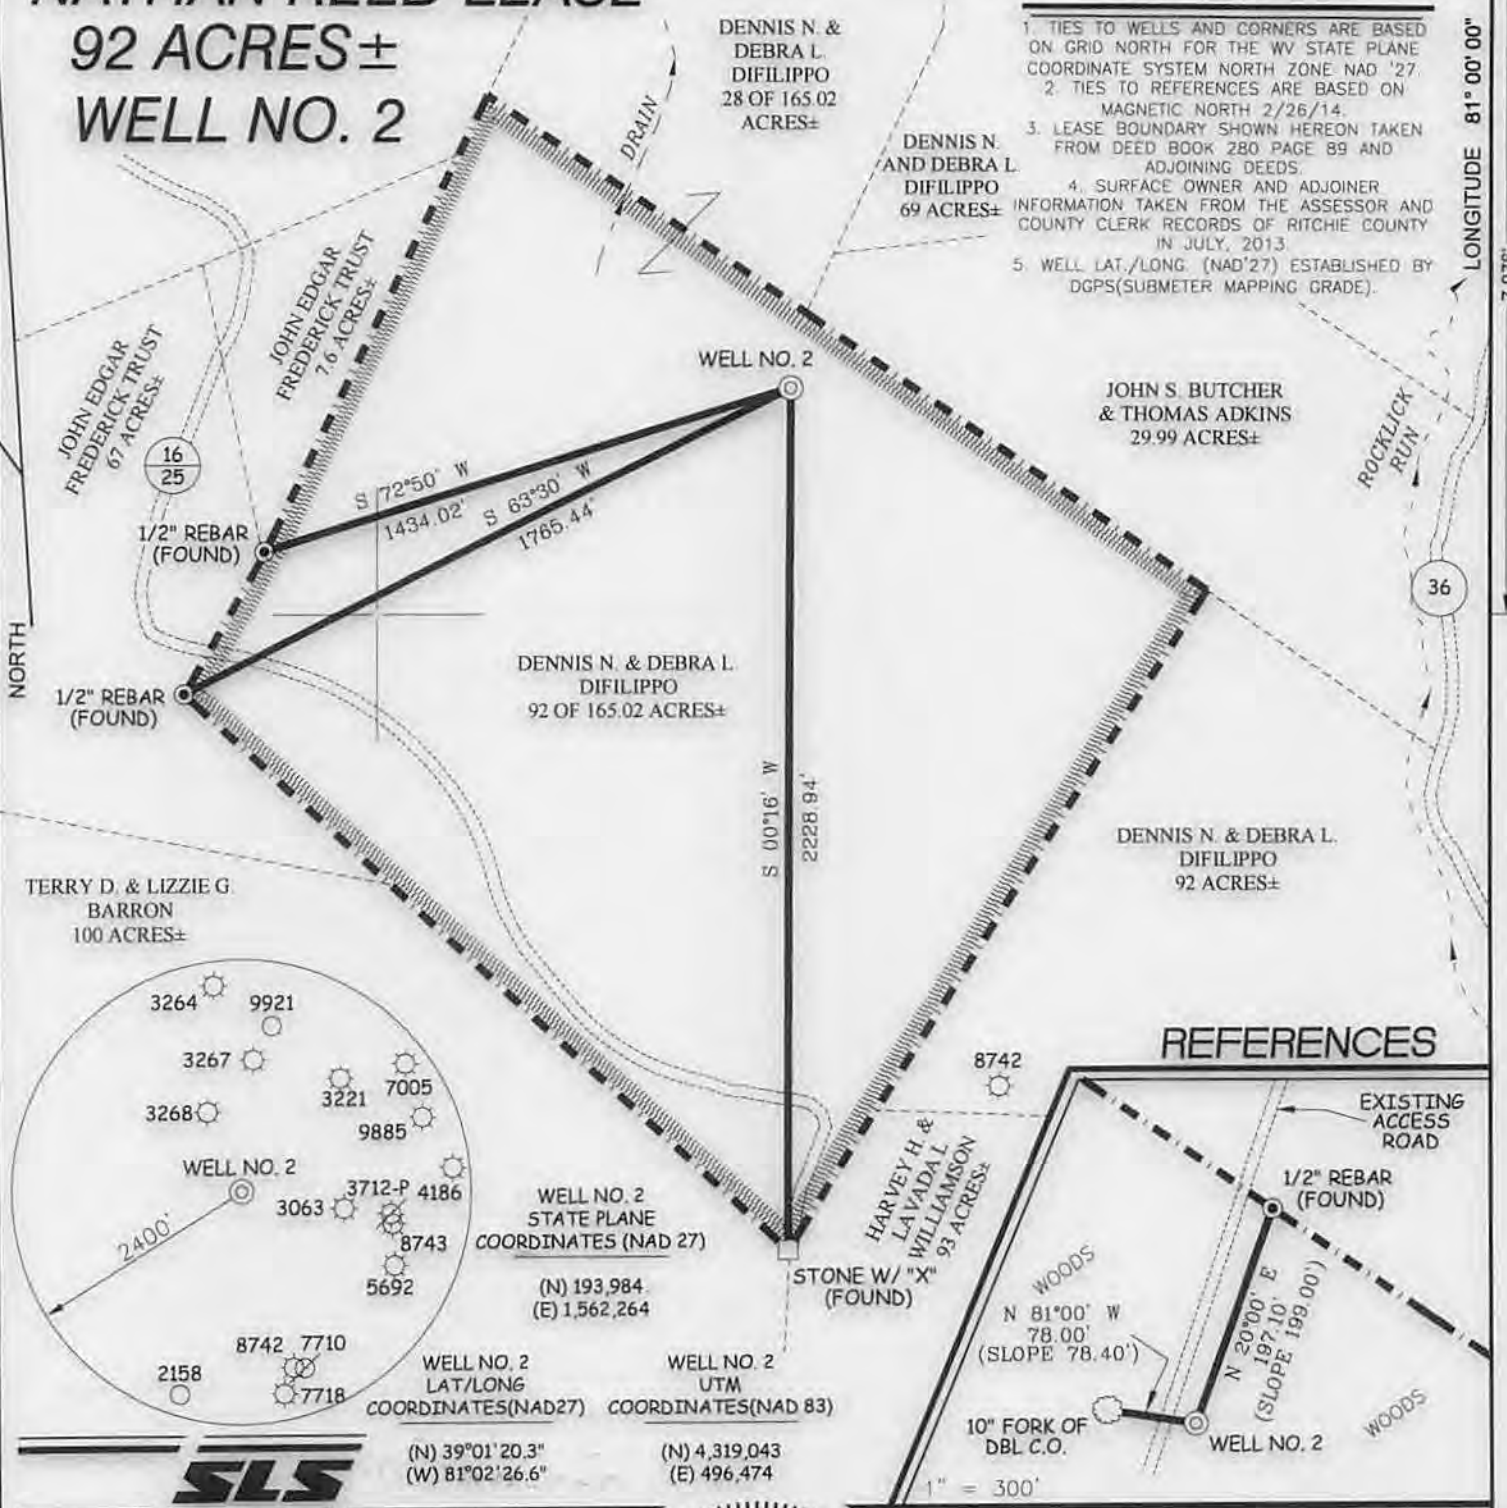 92 ACRES±
WELL NO. 2
DENNIS N. &
DEBRA L.
DIFILIPPO
28 OF 165.02
ACRES±
DRAIN
DENNIS N.
AND DEBRA L.
DIFILIPPO
69 ACRES±
1. TIES TO WELLS AND CORNERS ARE BASED
ON GRID NORTH FOR THE WV STATE PLANE
COORDINATE SYSTEM NORTH ZONE NAD '27.
2. TIES TO REFERENCES ARE BASED ON
MAGNETIC NORTH 2/26/14.
3. LEASE BOUNDARY SHOWN HEREON TAKEN
FROM DEED BOOK 280 PAGE 89 AND
ADJOINING DEEDS.
4. SURFACE OWNER AND ADJOINER
INFORMATION TAKEN FROM THE ASSESSOR AND
COUNTY CLERK RECORDS OF RITCHIE COUNTY
IN JULY, 2013.
5. WELL LAT./LONG. (NAD'27) ESTABLISHED BY
DGPS(SUBMETER MAPPING GRADE).
LONGITUDE 81° 00' 00"
JOHN EDGAR
FREDERICK TRUST
7.6 ACRES±
JOHN EDGAR
FREDERICK TRUST
67 ACRES±
16
25
WELL NO. 2
JOHN S. BUTCHER
& THOMAS ADKINS
29.99 ACRES±
ROCKLICK
RUN
36
S 72°50' W
1434.02'
S 63°30' W
1765.44'
1/2" REBAR
(FOUND)
NORTH
1/2" REBAR
(FOUND)
DENNIS N. & DEBRA L.
DIFILIPPO
92 OF 165.02 ACRES±
S 00°16' W
2228.94'
DENNIS N. & DEBRA L.
DIFILIPPO
92 ACRES±
TERRY D. & LIZZIE G.
BARRON
100 ACRES±
3264
9921
3267
3221
7005
3268
9885
WELL NO. 2
3712-P
4186
3063
8743
5692
2400'
8742
7710
2158
7718
WELL NO. 2
STATE PLANE
COORDINATES (NAD 27)
(N) 193,984
(E) 1,562,264
WELL NO. 2
LAT/LONG
COORDINATES(NAD27)
(N) 39°01'20.3"
(W) 81°02'26.6"
WELL NO. 2
UTM
COORDINATES(NAD 83)
(N) 4,319,043
(E) 496,474
STONE W/ "X"
(FOUND)
HARVEY H. &
LAVADA L.
WILLIAMSON
93 ACRES±
8742
REFERENCES
EXISTING
ACCESS
ROAD
1/2" REBAR
(FOUND)
WOODS
N 81°00' W
78.00'
(SLOPE 78.40')
N 20°00' E
197.10'
(SLOPE 199.00')
10" FORK OF
DBL C.O.
WELL NO. 2
WOODS
1" = 300'
SLS